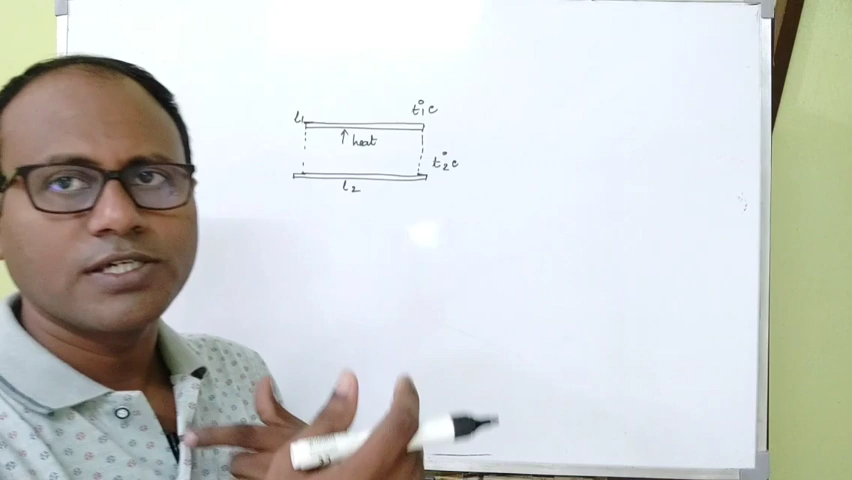 t₁°c
l₁
↑ heat
t₂°c
l₂